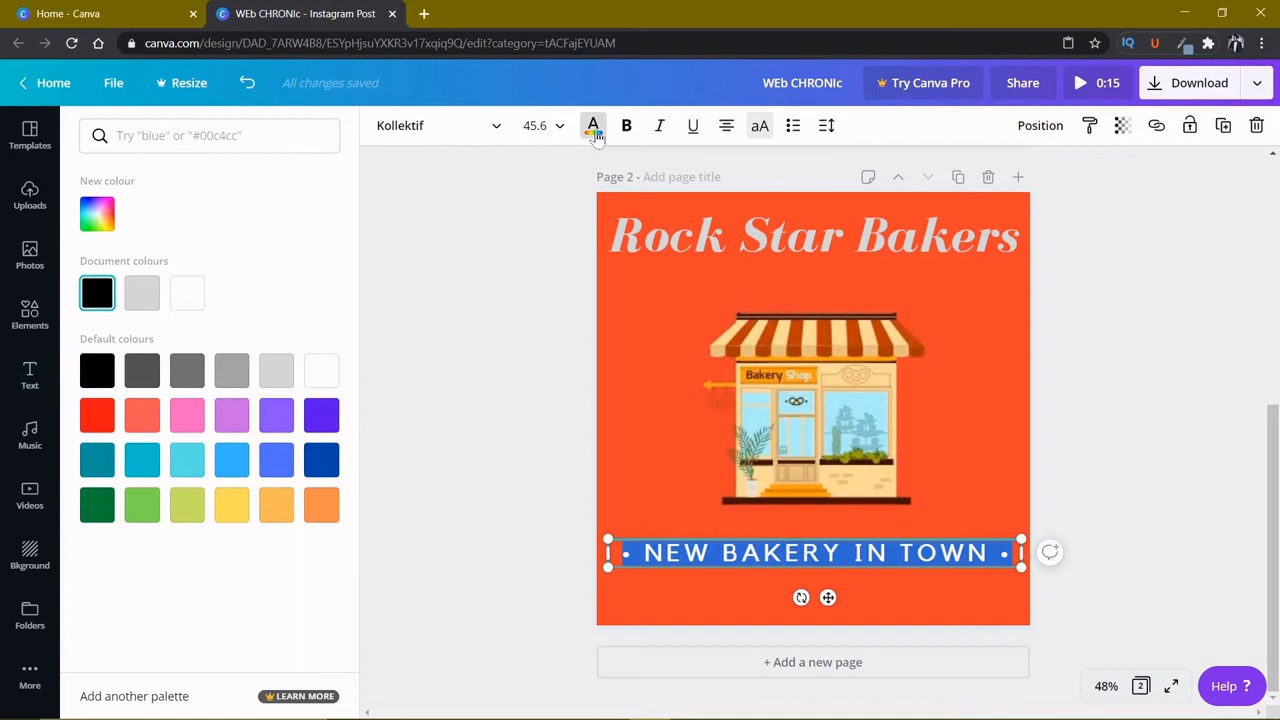 Home - Canva
WEb CHRONIc - Instagram Post
canva.com/design/DAD_7ARW4B8/ESYpHjsuYXKR3v17xqiq9Q/edit?category=tACFajEYUAM
Home
File
Resize
All changes saved
WEb CHRONIc
Try Canva Pro
Share
0:15
Download
Templates
Uploads
Photos
Elements
Text
Music
Videos
Bkground
Folders
More
Try "blue" or "#00c4cc"
New colour
Document colours
Default colours
Add another palette
LEARN MORE
Kollektif
45.6
A
B
I
U
aA
Position
Page 2 - Add page title
Rock Star Bakers
Bakery Shop
• NEW BAKERY IN TOWN •
+ Add a new page
48%
2
Help ?